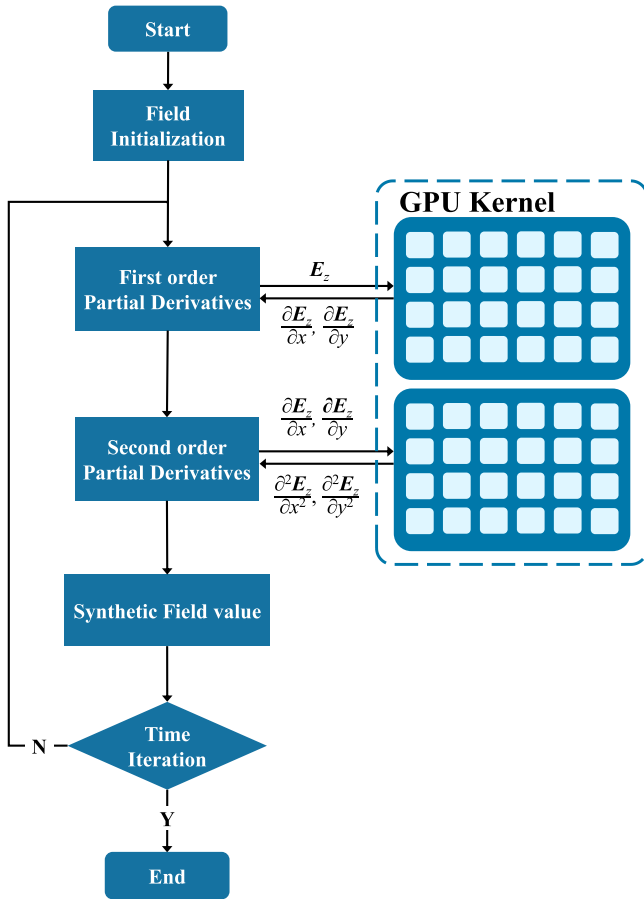 Start
Field
Initialization
GPU Kernel
First order
Partial Derivatives
E_z
∂E_z/∂x, ∂E_z/∂y
Second order
Partial Derivatives
∂E_z/∂x, ∂E_z/∂y
∂²E_z/∂x², ∂²E_z/∂y²
Synthetic Field value
Time
Iteration
N
Y
End